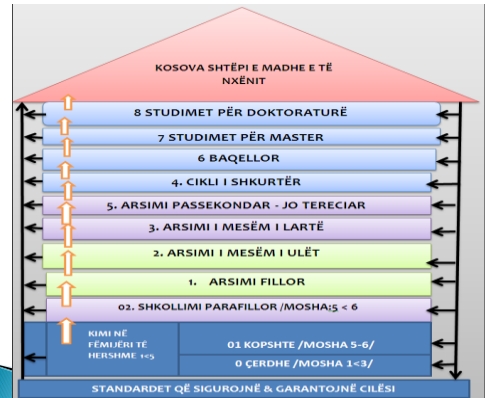 KOSOVA SHTËPI E MADHE E TË
NXËNIT
8 STUDIMET PËR DOKTORATURË
7 STUDIMET PËR MASTER
6 BAQELLOR
4. CIKLI I SHKURTËR
5. ARSIMI PASSEKONDAR - JO TERECIAR
3. ARSIMI I MESËM I LARTË
2. ARSIMI I MESËM I ULËT
1. ARSIMI FILLOR
02. SHKOLLIMI PARAFILLOR /MOSHA;5 < 6
KIMI NË
FËMIJËRI TË
HERSHME 1<5
01 KOPSHTE /MOSHA 5-6/
0 ÇERDHE /MOSHA 1<3/
STANDARDET QË SIGUROJNË & GARANTOJNË CILËSI